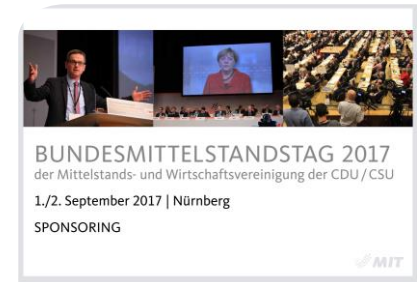 BUNDESMITTELSTANDSTAG 2017
der Mittelstands- und Wirtschaftsvereinigung der CDU/CSU
1./2. September 2017 | Nürnberg
SPONSORING
MIT